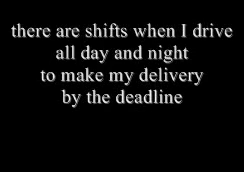 there are shifts when I drive
all day and night
to make my delivery
by the deadline